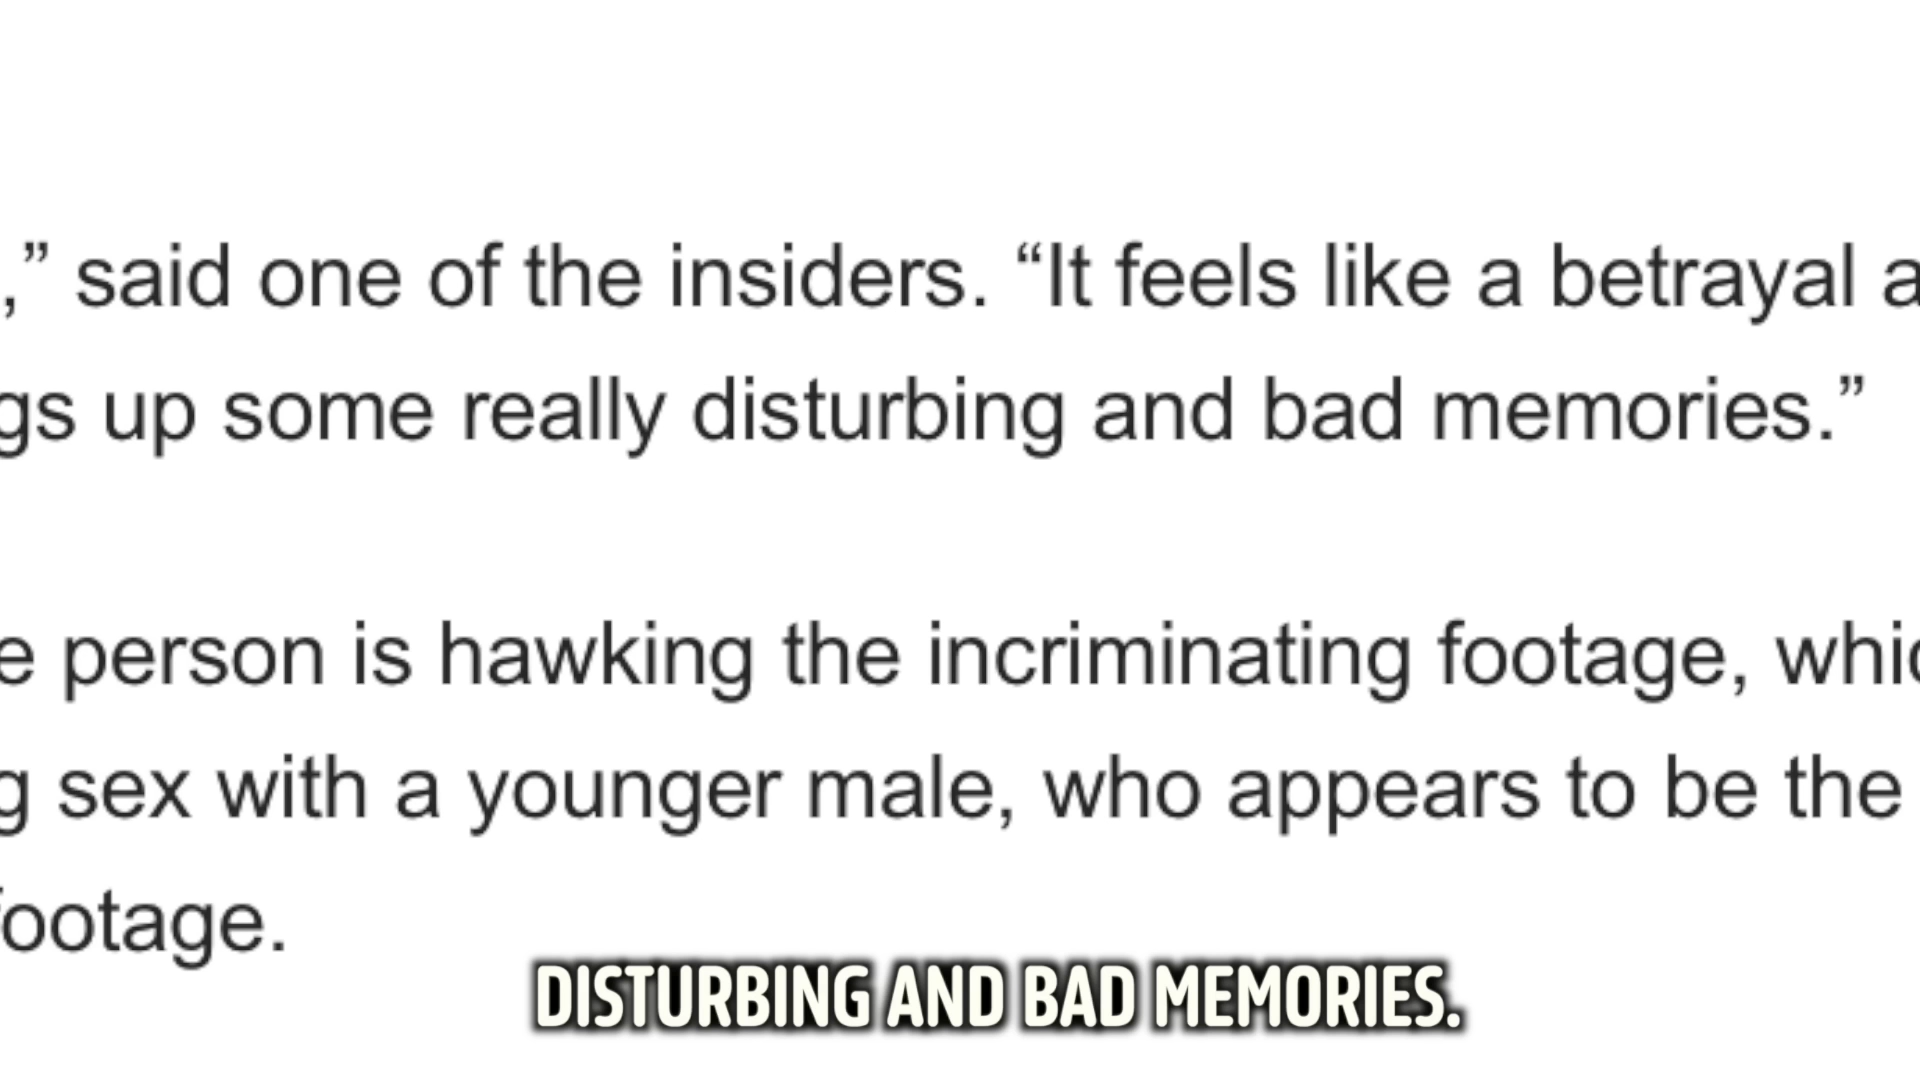 ,” said one of the insiders. “It feels like a betrayal a
gs up some really disturbing and bad memories.”
e person is hawking the incriminating footage, whic
g sex with a younger male, who appears to be the
footage.
DISTURBING AND BAD MEMORIES.